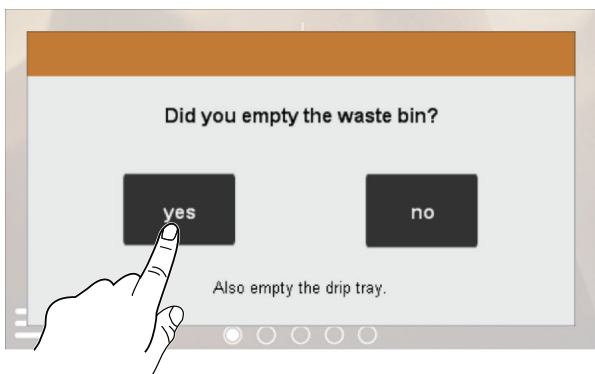 Did you empty the waste bin?
yes
no
Also empty the drip tray.